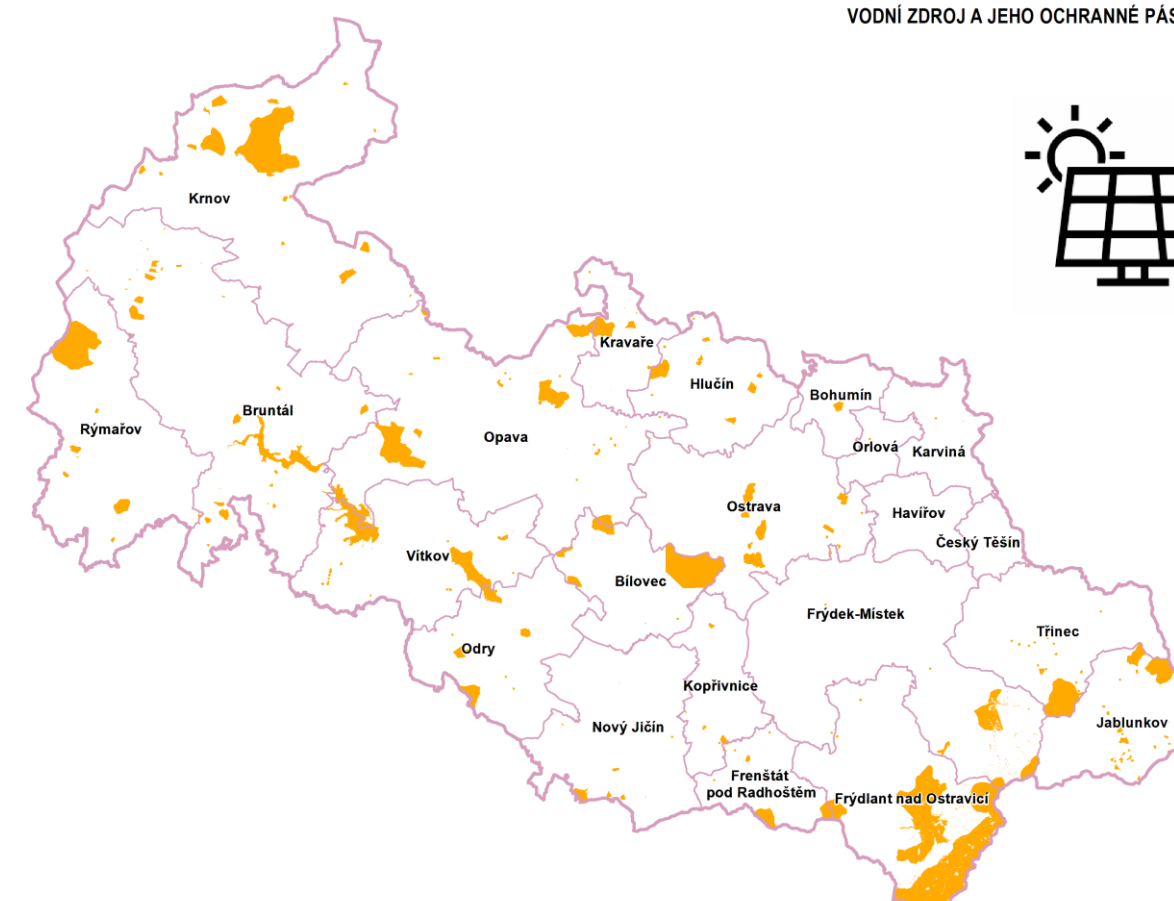 VODNÍ ZDROJ A JEHO OCHRANNÉ
Krnov
Kravaře
Hlučín
Bohumín
Bruntál
Rýmařov
Opava
Orlová
Karviná
Ostrava
Havířov
Český Těšín
Vítkov
Bílovec
Frýdek-Místek
Třinec
Odry
Kopřivnice
Nový Jičín
Jablunkov
Frenštát
pod Radhoštěm
Frýdlant nad Ostravicí